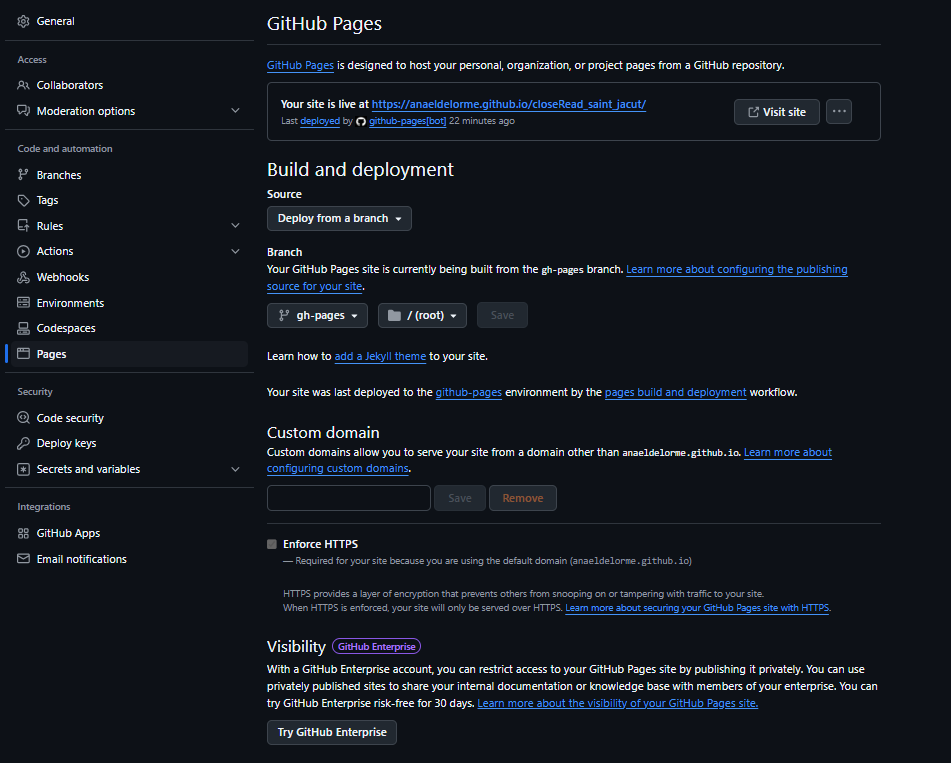 General
Access
Collaborators
Moderation options
Code and automation
Branches
Tags
Rules
Actions
Webhooks
Environments
Codespaces
Pages
Security
Code security
Deploy keys
Secrets and variables
Integrations
GitHub Apps
Email notifications
GitHub Pages
GitHub Pages is designed to host your personal, organization, or project pages from a GitHub repository.
Your site is live at https://anaeldelorme.github.io/closeRead_saint_jacut/
Last deployed by github-pages[bot] 22 minutes ago
Visit site
Build and deployment
Source
Deploy from a branch
Branch
Your GitHub Pages site is currently being built from the gh-pages branch. Learn more about configuring the publishing
source for your site.
gh-pages / (root) Save
Learn how to add a Jekyll theme to your site.
Your site was last deployed to the github-pages environment by the pages build and deployment workflow.
Custom domain
Custom domains allow you to serve your site from a domain other than anaeldelorme.github.io. Learn more about
configuring custom domains.
Save Remove
Enforce HTTPS
— Required for your site because you are using the default domain (anaeldelorme.github.io)
HTTPS provides a layer of encryption that prevents others from snooping on or tampering with traffic to your site.
When HTTPS is enforced, your site will only be served over HTTPS. Learn more about securing your GitHub Pages site with HTTPS.
Visibility GitHub Enterprise
With a GitHub Enterprise account, you can restrict access to your GitHub Pages site by publishing it privately. You can use
privately published sites to share your internal documentation or knowledge base with members of your enterprise. You can
try GitHub Enterprise risk-free for 30 days. Learn more about the visibility of your GitHub Pages site.
Try GitHub Enterprise